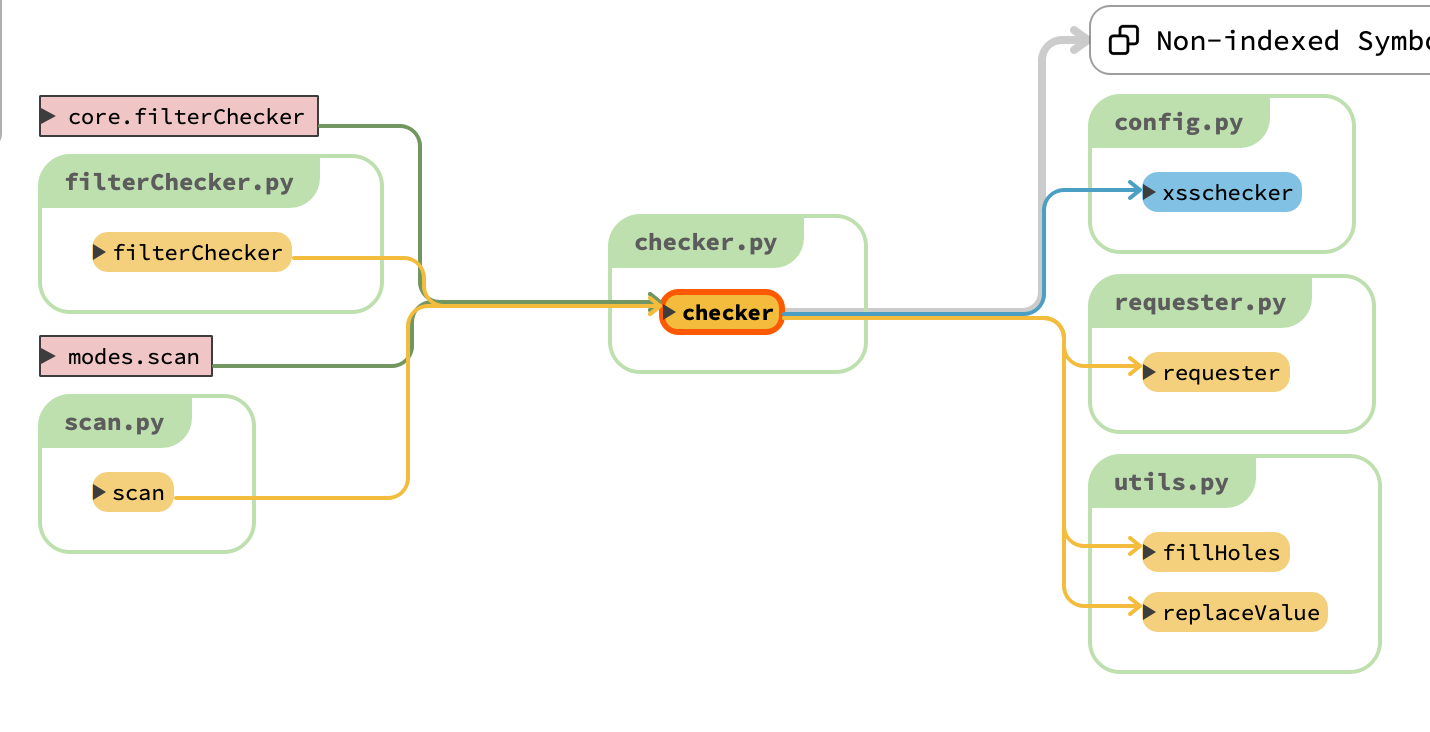 Non-indexed Symbo
core.filterChecker
filterChecker.py
filterChecker
modes.scan
scan.py
scan
checker.py
checker
config.py
xsschecker
requester.py
requester
utils.py
fillHoles
replaceValue